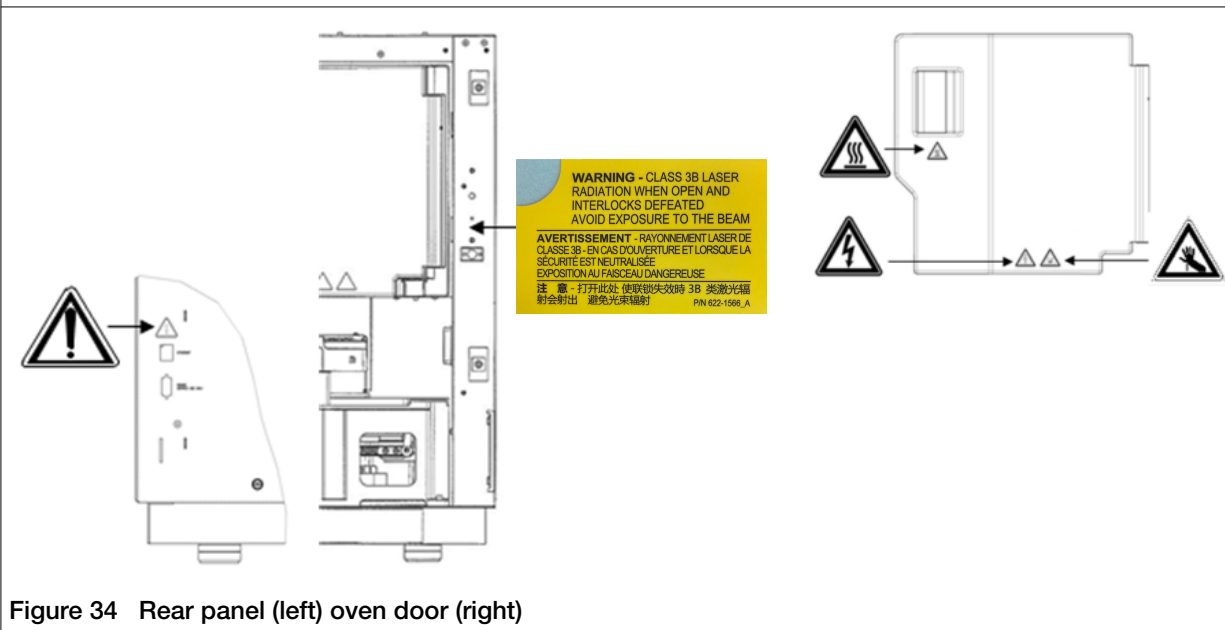 WARNING - CLASS 3B LASER
RADIATION WHEN OPEN AND
INTERLOCKS DEFEATED
AVOID EXPOSURE TO THE BEAM
AVERTISSEMENT - RAYONNEMENT LASER DE
CLASSE 3B - EN CAS D'OUVERTURE ET LORSQUE LA
SÉCURITÉ EST NEUTRALISÉE
EXPOSITION AU FAISCEAU DANGEREUSE
注 意 - 打开此处 使联锁失效時 3B 类激光辐
射会射出 避免光束辐射 P/N 622-1566_A
Figure 34 Rear panel (left) oven door (right)